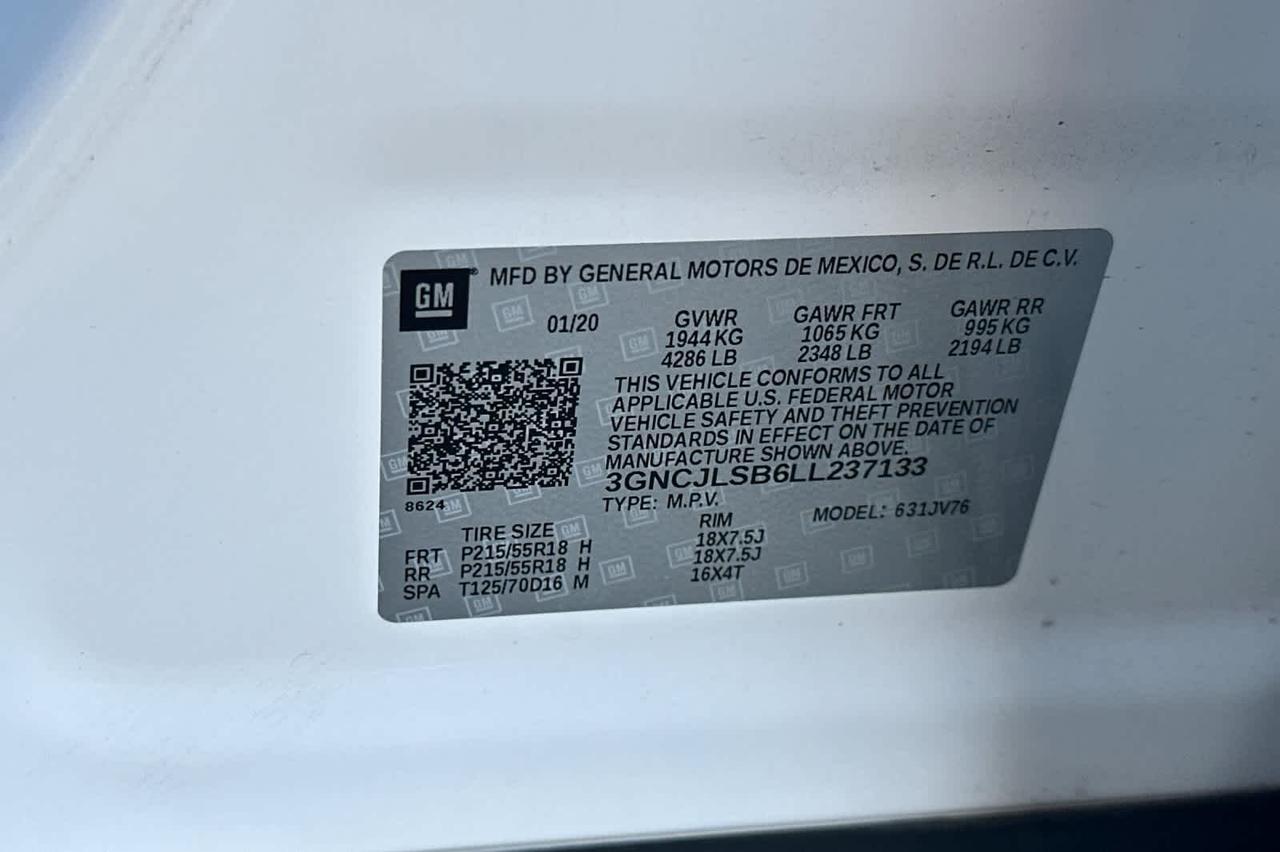 GM® MFD BY GENERAL MOTORS DE MEXICO, S. DE R.L. DE C.V.
01/20 GVWR GAWR FRT GAWR RR
1944 KG 1065 KG 995 KG
4286 LB 2348 LB 2194 LB
THIS VEHICLE CONFORMS TO ALL
APPLICABLE U.S. FEDERAL MOTOR
VEHICLE SAFETY AND THEFT PREVENTION
STANDARDS IN EFFECT ON THE DATE OF
MANUFACTURE SHOWN ABOVE.
3GNCJLSB6LL237133
8624 TYPE: M.P.V. MODEL: 631JV76
TIRE SIZE RIM
FRT P215/55R18 H 18X7.5J
RR P215/55R18 H 18X7.5J
SPA T125/70D16 M 16X4T